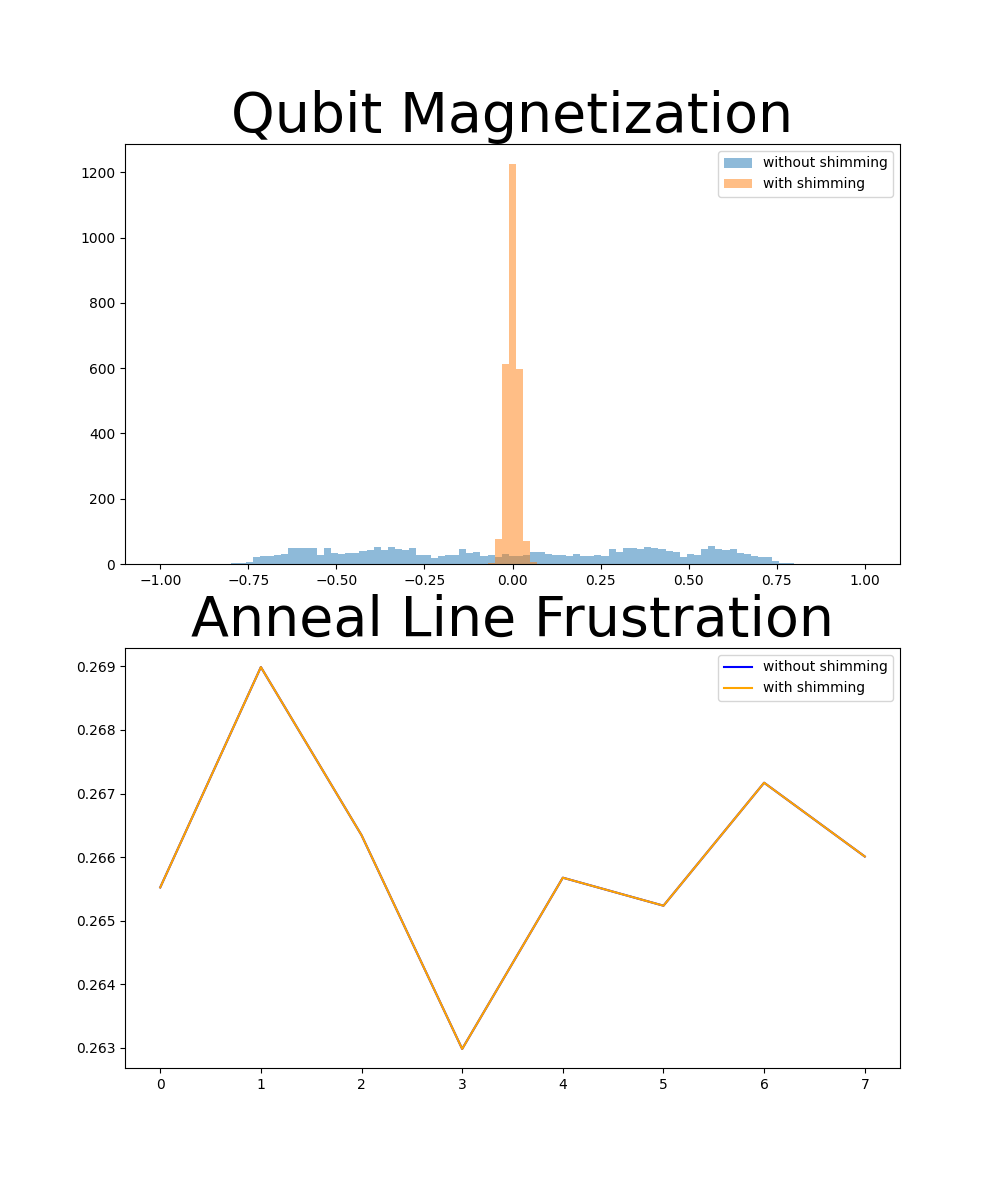 Qubit Magnetization
without shimming
with shimming
1200
1000
800
600
400
200
0
−1.00 −0.75 −0.50 −0.25 0.00 0.25 0.50 0.75 1.00
Anneal Line Frustration
without shimming
with shimming
0.269
0.268
0.267
0.266
0.265
0.264
0.263
0 1 2 3 4 5 6 7